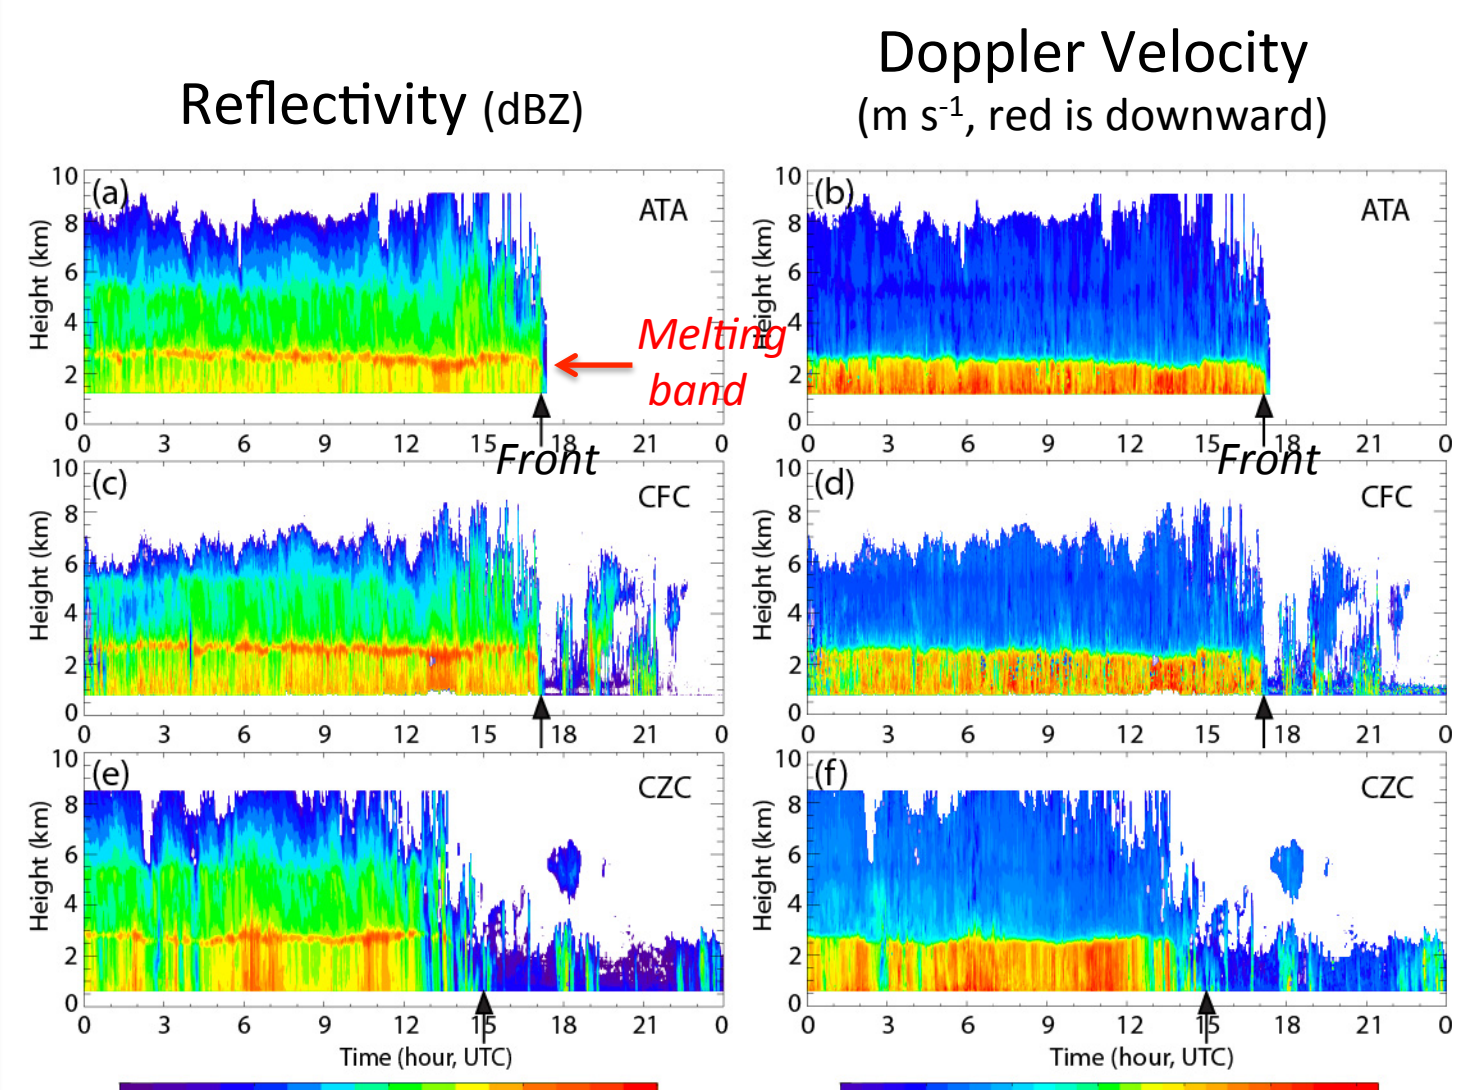 Reflectivity (dBZ)
Doppler Velocity
(m s-1, red is downward)
(a)
ATA
Height (km)
10
8
6
4
2
0
0 3 6 9 12 15 18 21 0
Melting
band
Front
(b)
ATA
Height (km)
10
8
6
4
2
0
0 3 6 9 12 15 18 21 0
Front
(c)
CFC
Height (km)
10
8
6
4
2
0
0 3 6 9 12 15 18 21 0
(d)
CFC
Height (km)
10
8
6
4
2
0
0 3 6 9 12 15 18 21 0
(e)
CZC
Height (km)
10
8
6
4
2
0
0 3 6 9 12 15 18 21 0
Time (hour, UTC)
(f)
CZC
Height (km)
10
8
6
4
2
0
0 3 6 9 12 15 18 21 0
Time (hour, UTC)